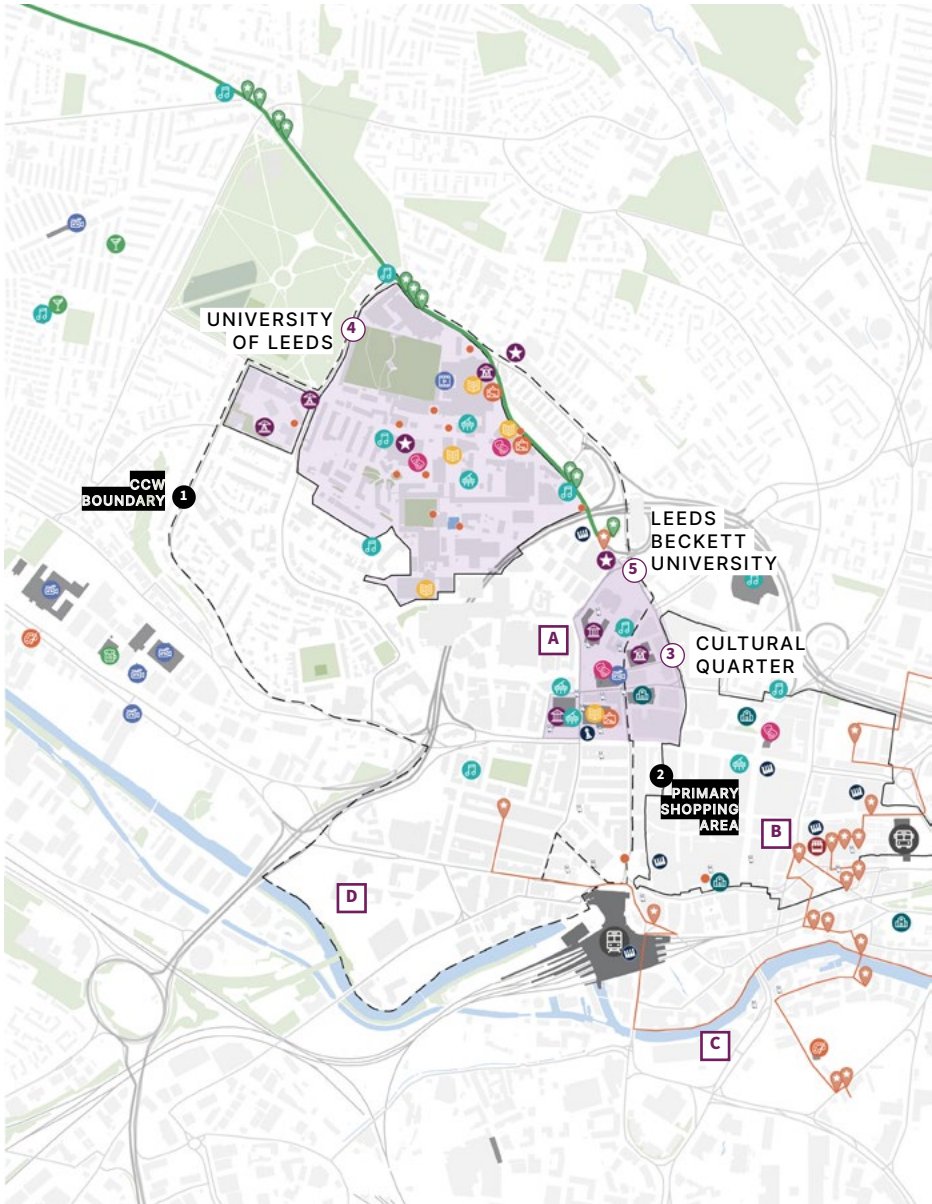 UNIVERSITY
OF LEEDS
4
CCW
BOUNDARY
1
LEEDS
BECKETT
UNIVERSITY
5
A
3
CULTURAL
QUARTER
2
PRIMARY
SHOPPING
AREA
B
D
C